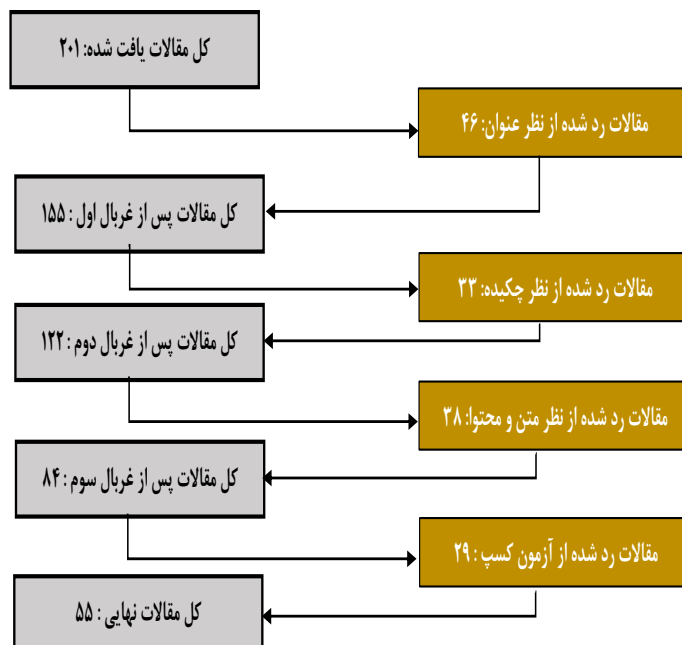 کل مقالات یافت شده: ۲۰۱
مقالات رد شده از نظر عنوان: ۴۶
کل مقالات پس از غربال اول : ۱۵۵
مقالات رد شده از نظر چکیده: ۳۳
کل مقالات پس از غربال دوم : ۱۲۲
مقالات رد شده از نظر متن و محتوا: ۳۸
کل مقالات پس از غربال سوم : ۸۴
مقالات رد شده از آزمون کسپ : ۲۹
کل مقالات نهایی : ۵۵